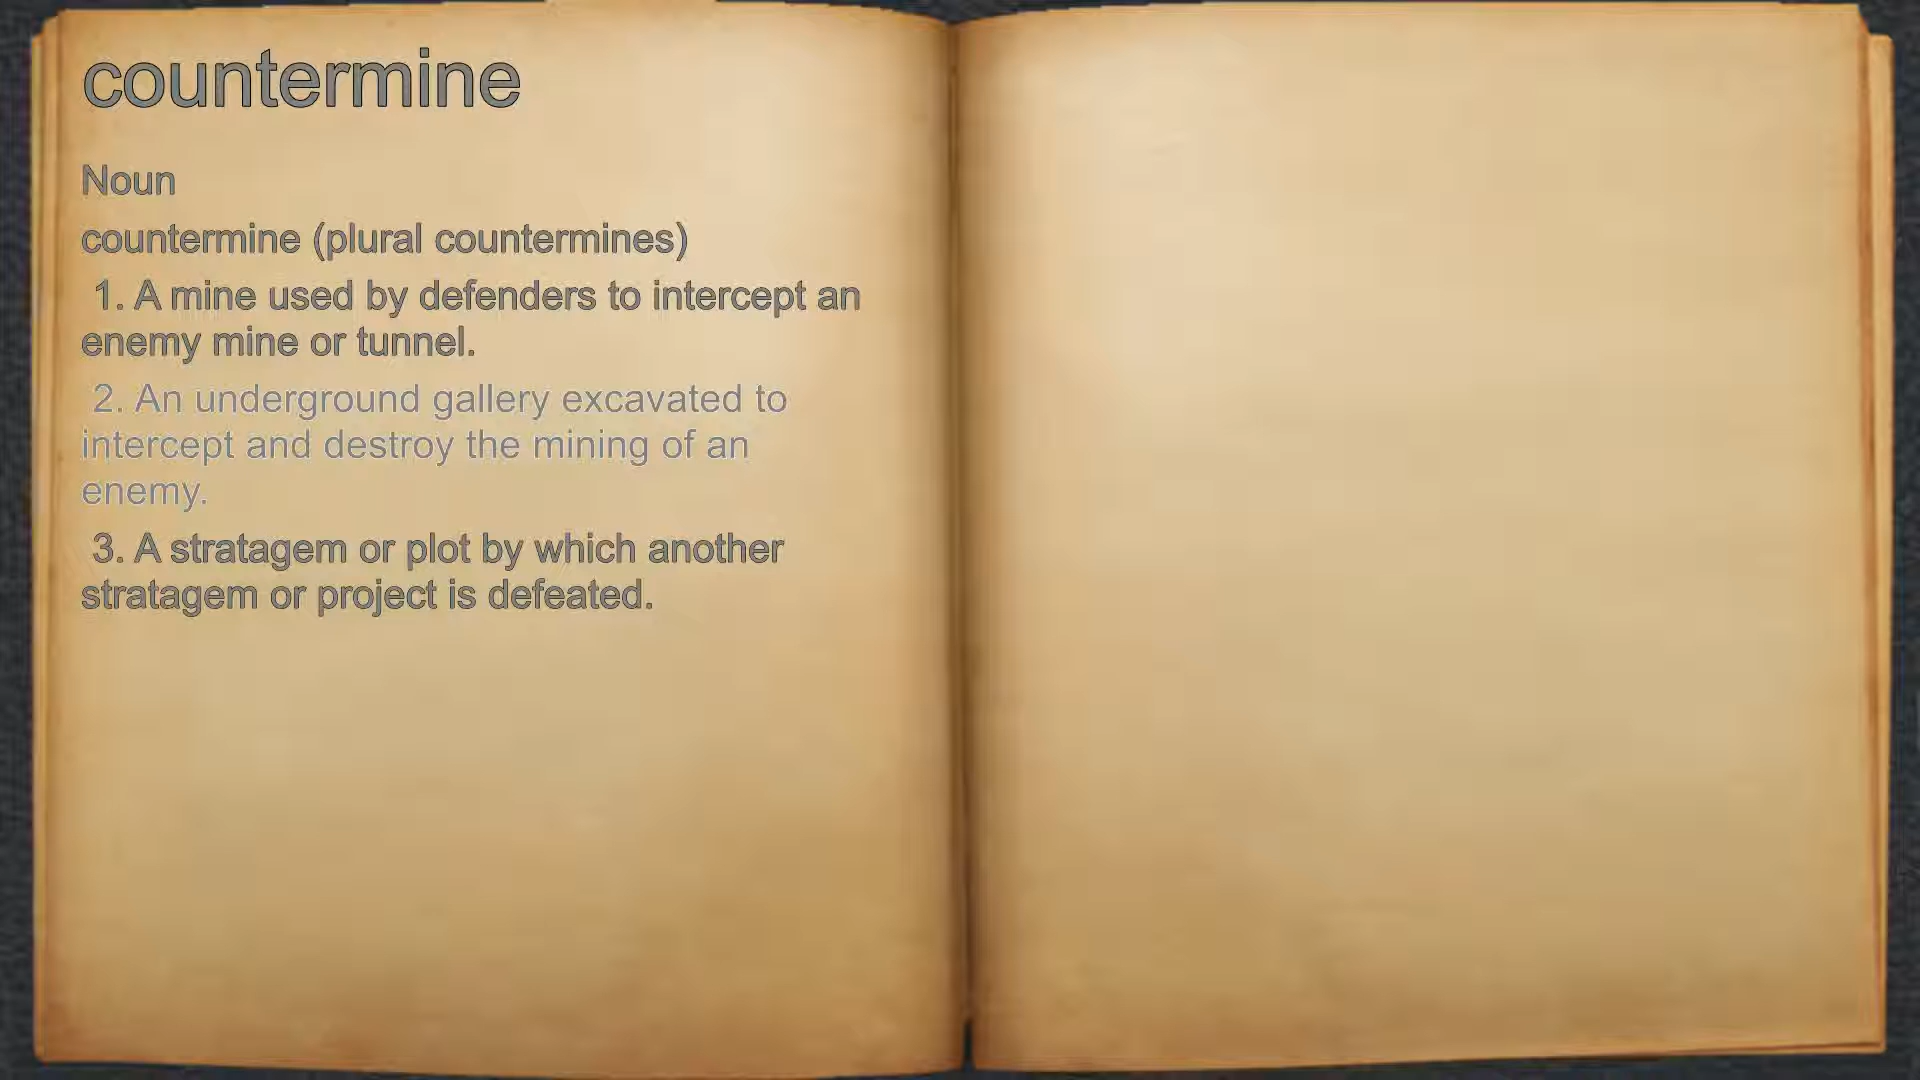 countermine
Noun
countermine (plural countermines)
1. A mine used by defenders to intercept an
enemy mine or tunnel.
2. An underground gallery excavated to
intercept and destroy the mining of an
enemy.
3. A stratagem or plot by which another
stratagem or project is defeated.